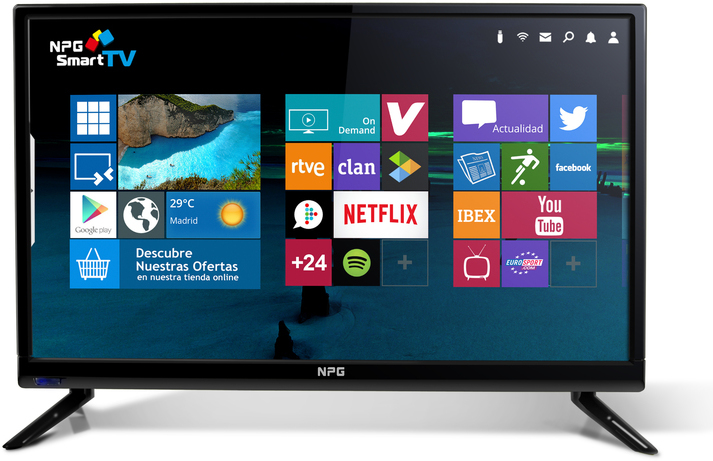 NPG
SmartTV
On
Demand
Actualidad
rtve
clan
facebook
Google play
29°C
Madrid
NETFLIX
IBEX
You
Tube
Descubre
Nuestras Ofertas
en nuestra tienda online
+24
EUROSPORT
.COM
NPG